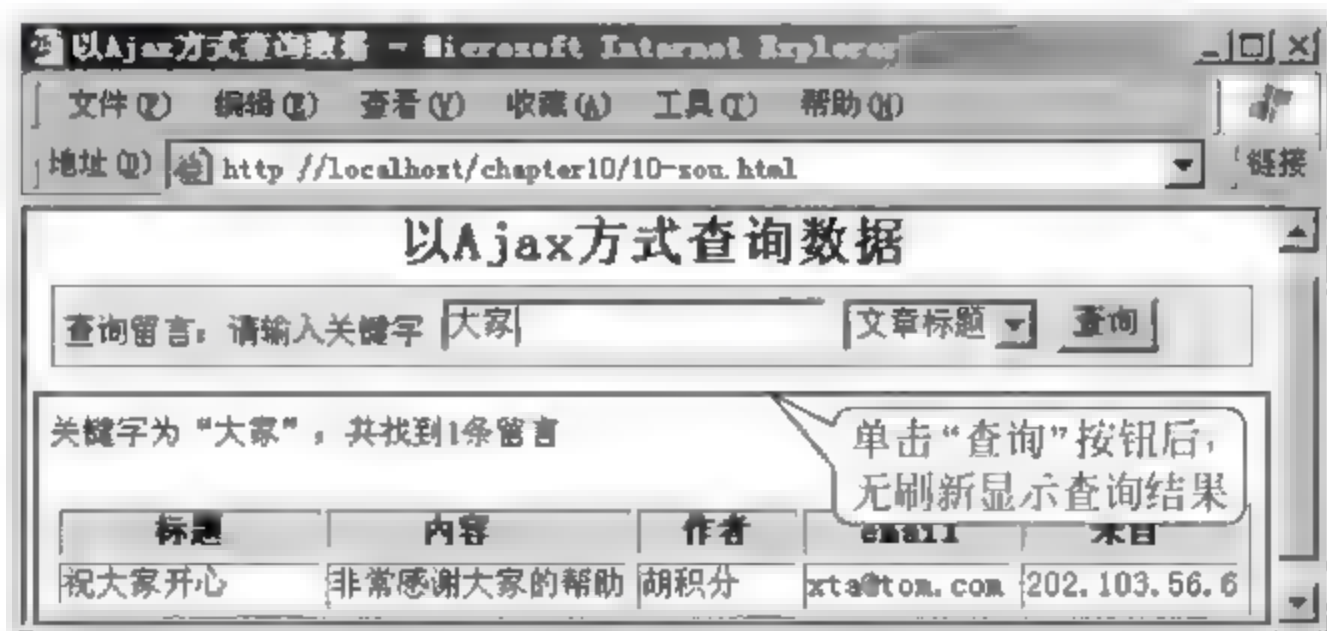 以Ajax方式查询数据 - Microsoft Internet Explorer
文件(F) 编辑(E) 查看(V) 收藏(A) 工具(T) 帮助(H)
地址(D) http //localhost/chapter10/10-sou.html 链接
以Ajax方式查询数据
查询留言：请输入关键字 大家 文章标题 查询
关键字为“大家”，共找到1条留言
单击“查询”按钮后，
无刷新显示查询结果
标题 内容 作者 email 来自
祝大家开心 非常感谢大家的帮助 胡积分 xta@tom.com 202.103.56.6